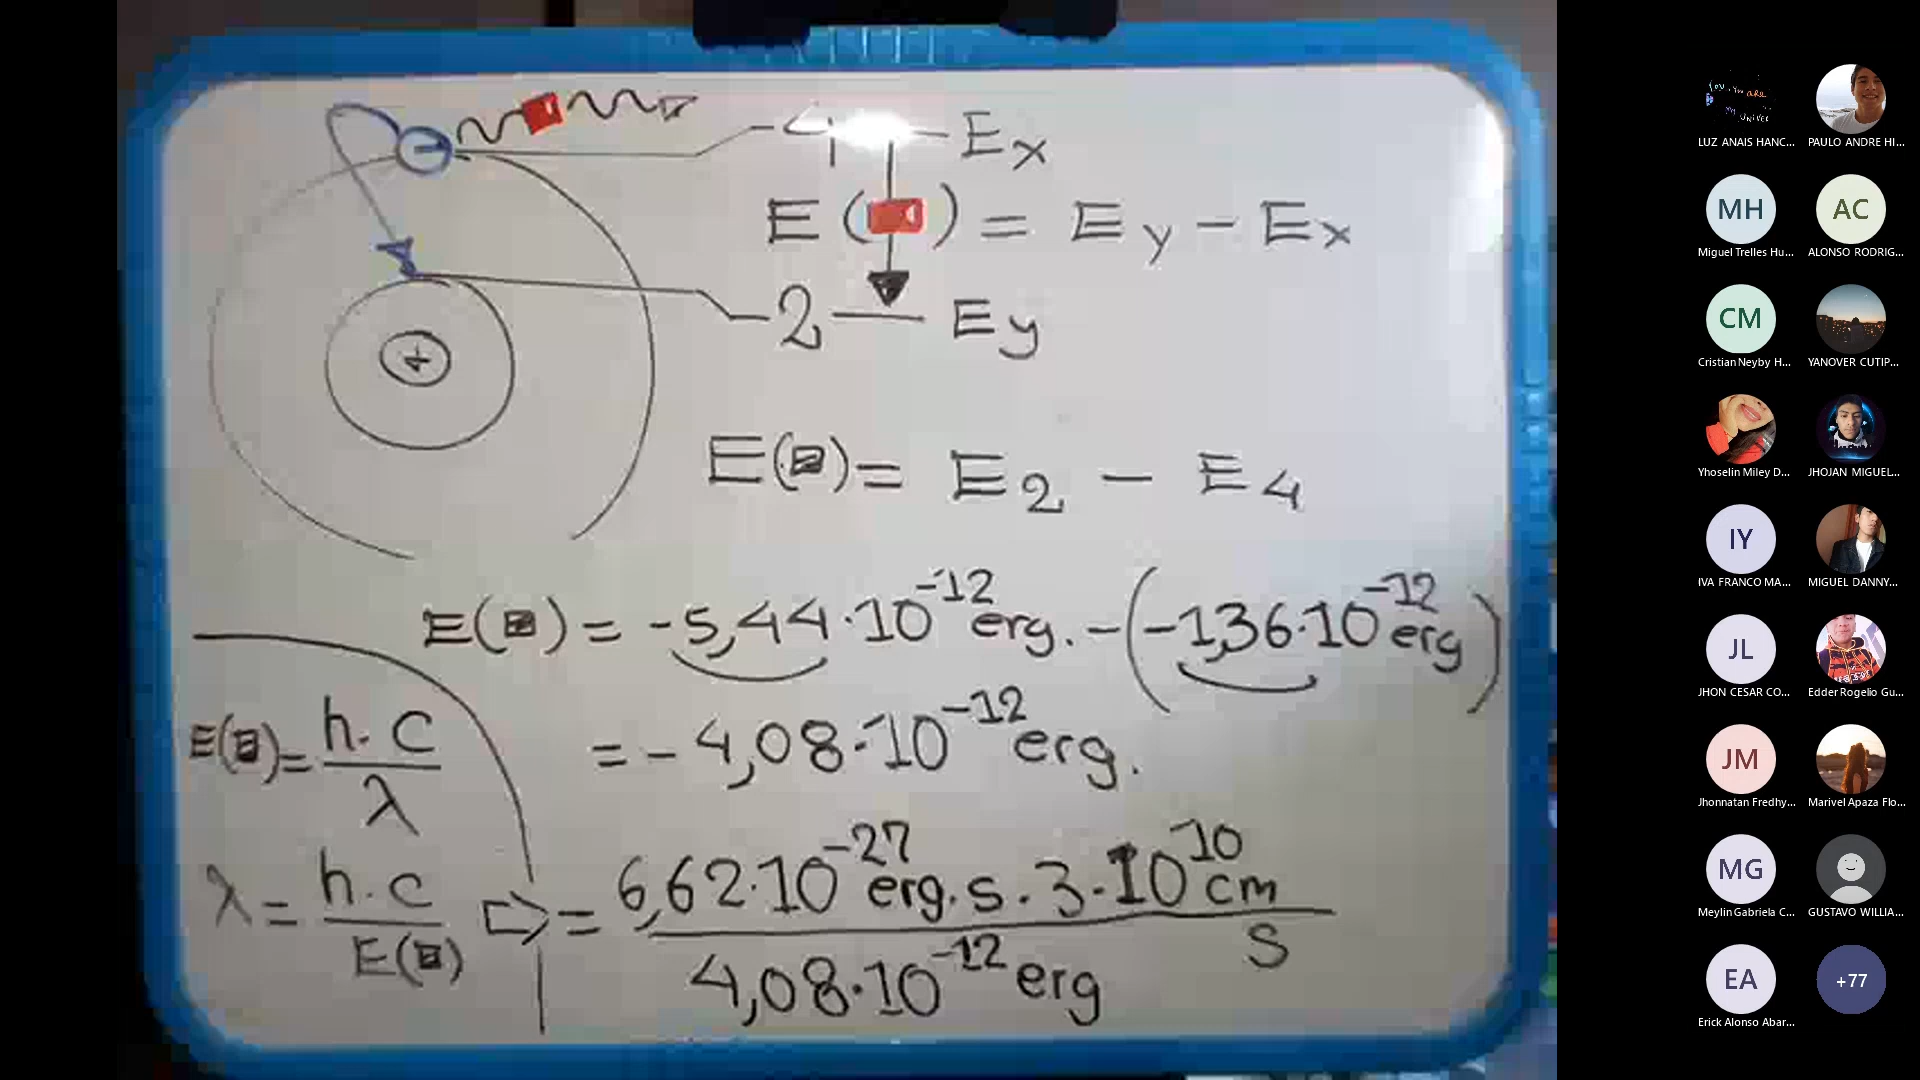 4 Ex
E( ) = Ey - Ex
2 Ey
+
E( ) = E2 - E4
E( ) = -5,44·10^-12 erg. -(-1,36·10^-12 erg)
= -4,08·10^-12 erg.
E( ) = h.c / λ
λ = h.c / E( ) ⇒ = 6,62·10^-27 erg.s.3·10^10 cm / s
4,08·10^-12 erg
LUZ ANAIS HANC...
PAULO ANDRE HI...
MH
AC
Miguel Trelles Hu...
ALONSO RODRIG...
CM
Cristian Neyby H...
YANOVER CUTIP...
Yhoselin Miley D...
JHOJAN MIGUEL...
IY
IVA FRANCO MA...
MIGUEL DANNY...
JL
JHON CESAR CO...
Edder Rogelio Gu...
JM
Jhonnatan Fredhy...
Marivel Apaza Flo...
MG
Meylin Gabriela C...
GUSTAVO WILLIA...
EA
+77
Erick Alonso Abar...